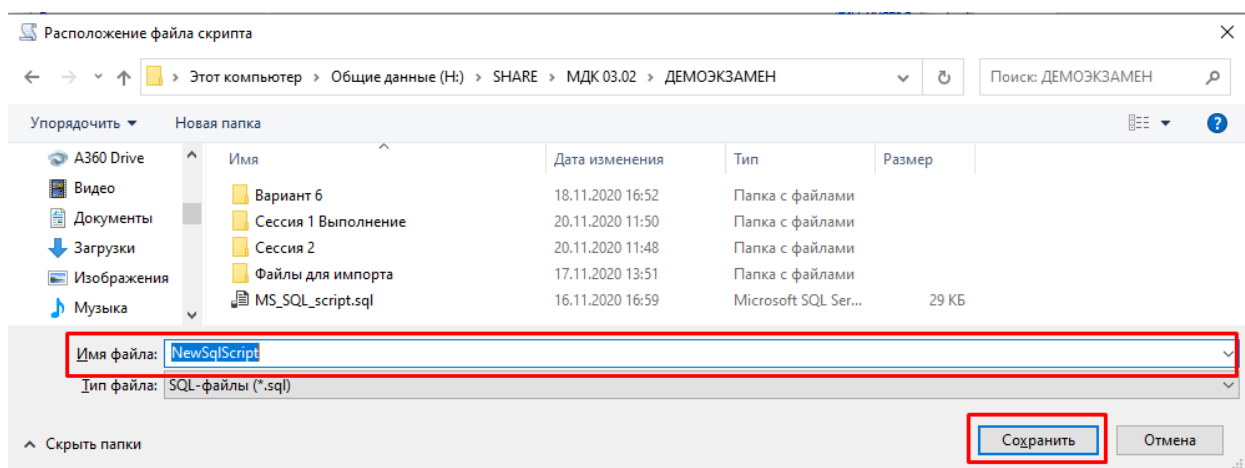 Расположение файла скрипта
Этот компьютер › Общие данные (H:) › SHARE › МДК 03.02 › ДЕМОЭКЗАМЕН
Поиск: ДЕМОЭКЗАМЕН
Упорядочить Новая папка
A360 Drive
Видео
Документы
Загрузки
Изображения
Музыка
Имя Дата изменения Тип Размер
Вариант 6 18.11.2020 16:52 Папка с файлами
Сессия 1 Выполнение 20.11.2020 11:50 Папка с файлами
Сессия 2 20.11.2020 11:48 Папка с файлами
Файлы для импорта 17.11.2020 13:51 Папка с файлами
MS_SQL_script.sql 16.11.2020 16:59 Microsoft SQL Ser... 29 КБ
Имя файла: NewSqlScript
Тип файла: SQL-файлы (*.sql)
Скрыть папки
Сохранить
Отмена